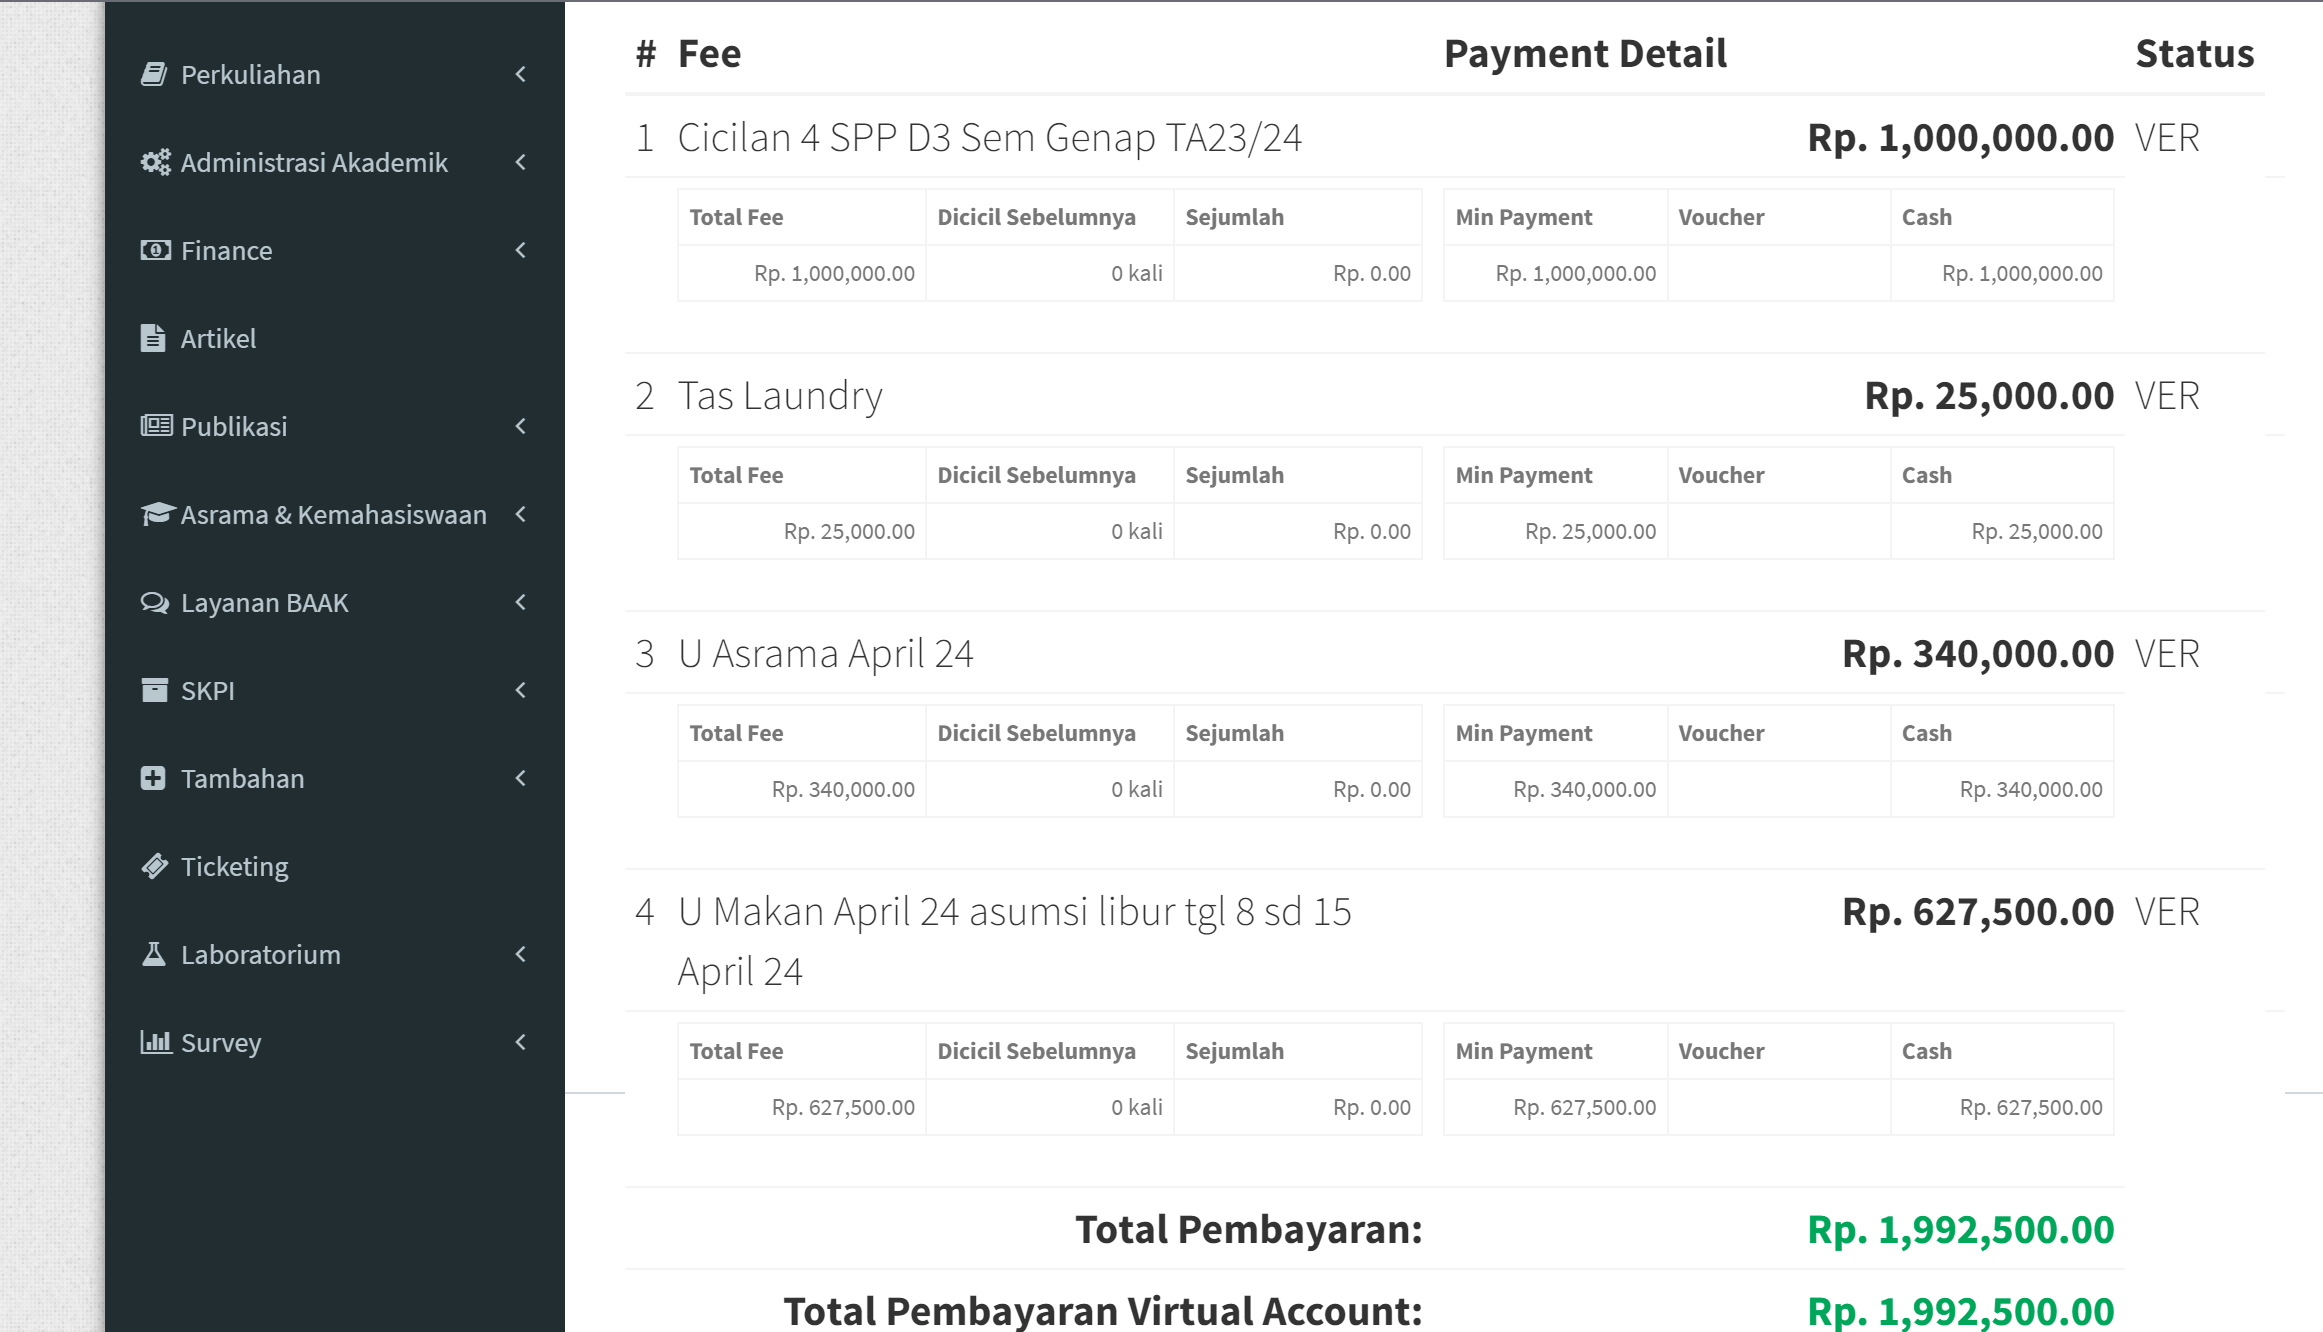 Perkuliahan
Administrasi Akademik
Finance
Artikel
Publikasi
Asrama & Kemahasiswaan
Layanan BAAK
SKPI
Tambahan
Ticketing
Laboratorium
Survey
# Fee Payment Detail Status
1 Cicilan 4 SPP D3 Sem Genap TA23/24 Rp. 1,000,000.00 VER
Total Fee Dicicil Sebelumnya Sejumlah Min Payment Voucher Cash
Rp. 1,000,000.00 0 kali Rp. 0.00 Rp. 1,000,000.00 Rp. 1,000,000.00
2 Tas Laundry Rp. 25,000.00 VER
Total Fee Dicicil Sebelumnya Sejumlah Min Payment Voucher Cash
Rp. 25,000.00 0 kali Rp. 0.00 Rp. 25,000.00 Rp. 25,000.00
3 U Asrama April 24 Rp. 340,000.00 VER
Total Fee Dicicil Sebelumnya Sejumlah Min Payment Voucher Cash
Rp. 340,000.00 0 kali Rp. 0.00 Rp. 340,000.00 Rp. 340,000.00
4 U Makan April 24 asumsi libur tgl 8 sd 15 Rp. 627,500.00 VER
April 24
Total Fee Dicicil Sebelumnya Sejumlah Min Payment Voucher Cash
Rp. 627,500.00 0 kali Rp. 0.00 Rp. 627,500.00 Rp. 627,500.00
Total Pembayaran: Rp. 1,992,500.00
Total Pembayaran Virtual Account: Rp. 1,992,500.00